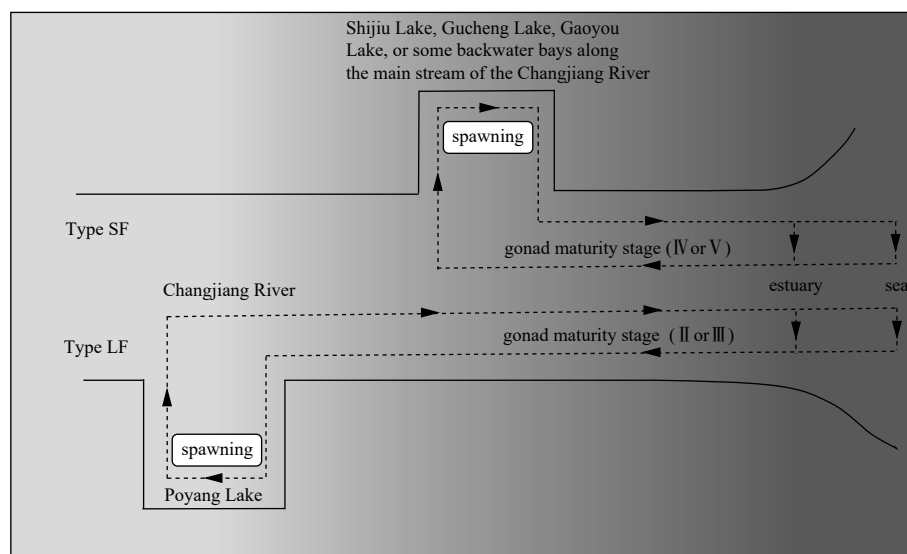 Shijiu Lake, Gucheng Lake, Gaoyou
Lake, or some backwater bays along
the main stream of the Changjiang River
spawning
Type SF
gonad maturity stage (Ⅳ or Ⅴ)
estuary
sea
Changjiang River
Type LF
gonad maturity stage (Ⅱ or Ⅲ)
spawning
Poyang Lake